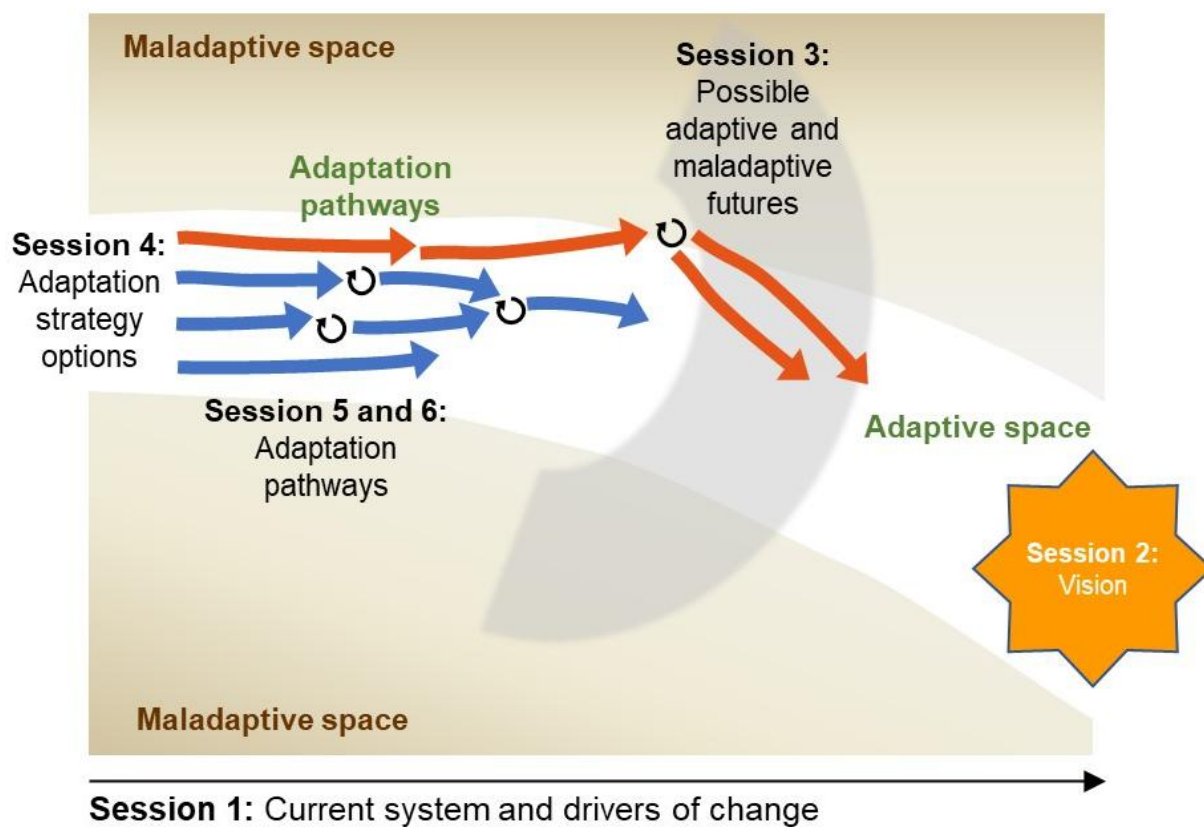 Maladaptive space
Session 3:
Possible
adaptive and
maladaptive
futures
Adaptation
pathways
Session 4:
Adaptation
strategy
options
Session 5 and 6:
Adaptation
pathways
Adaptive space
Session 2:
Vision
Maladaptive space
Session 1: Current system and drivers of change